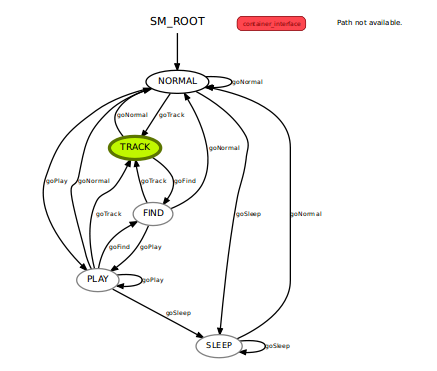 SM_ROOT
container_interface
Path not available.
NORMAL
goNormal
goNormal
goTrack
TRACK
goNormal
goPlay
goNormal
goTrack
goFind
FIND
goTrack
goSleep
goNormal
goFind
goPlay
PLAY
goPlay
goSleep
SLEEP
goSleep